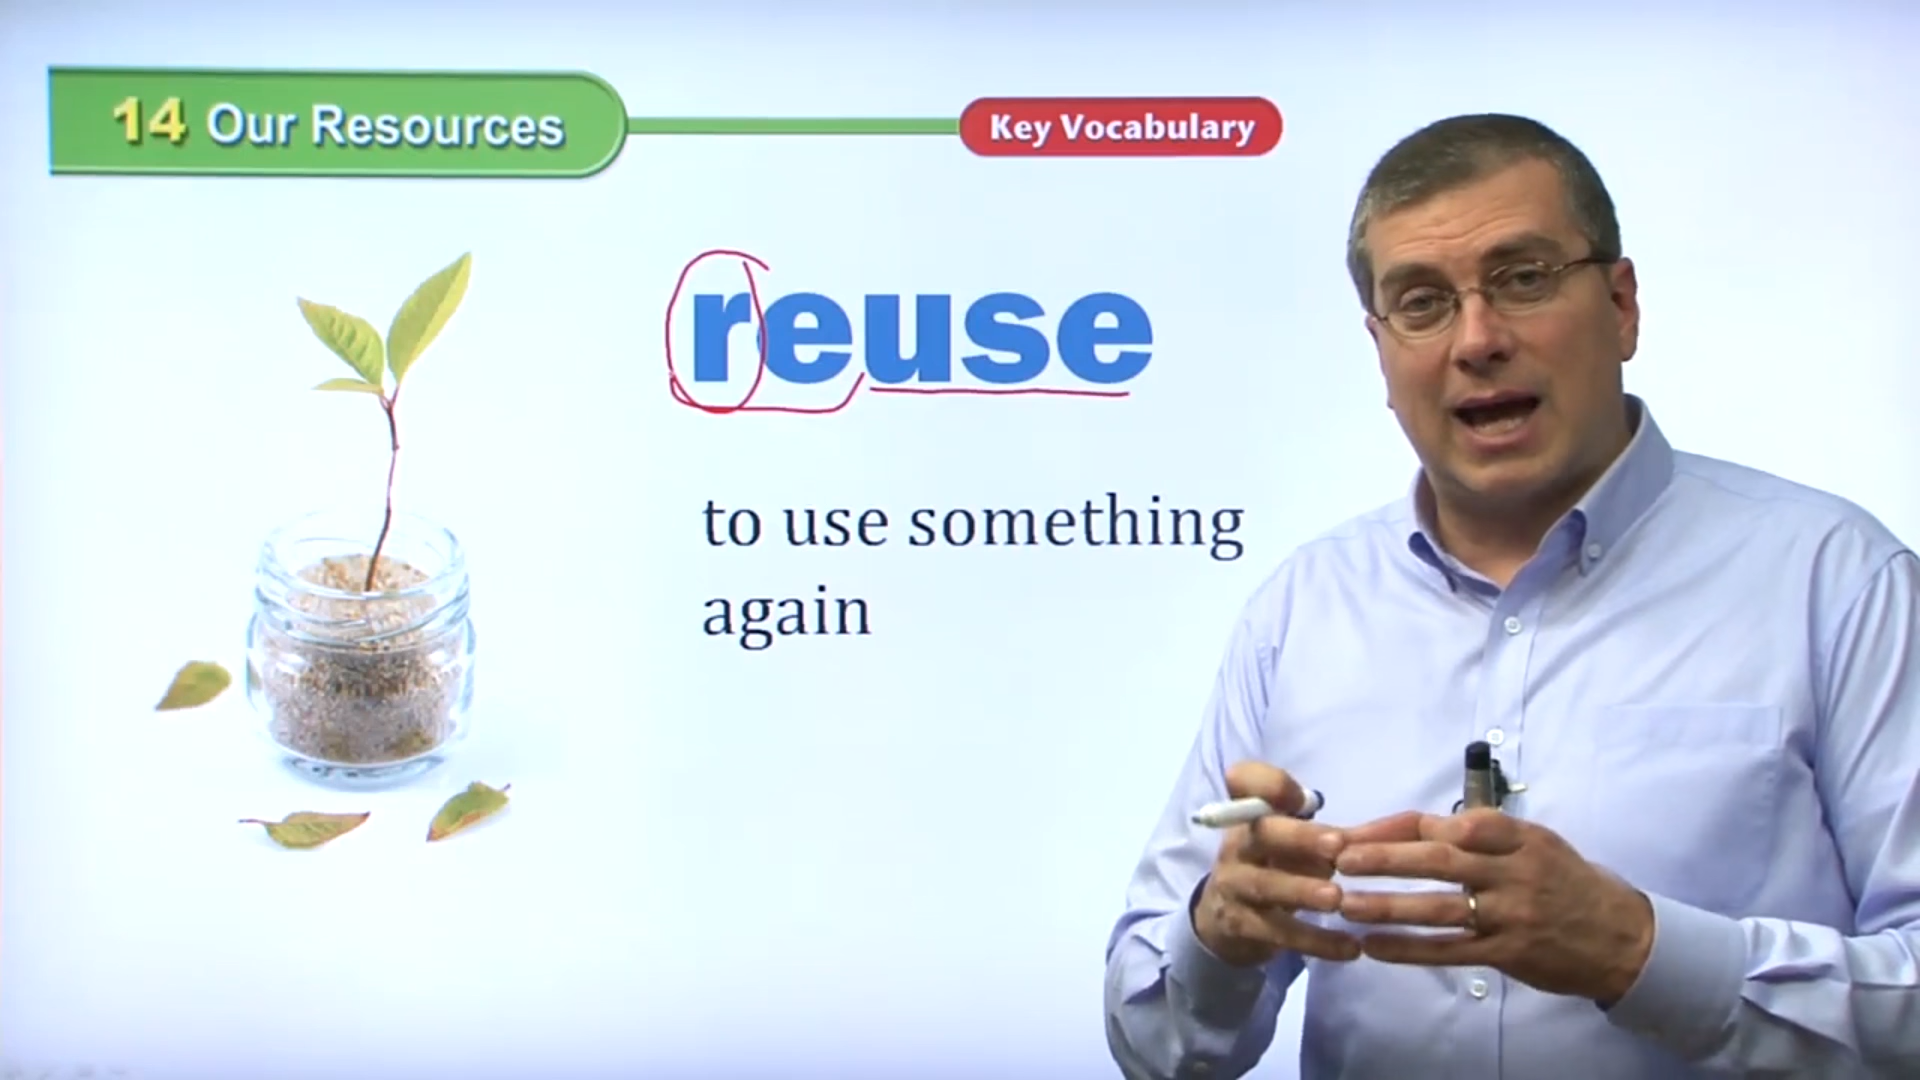 14 Our Resources
Key Vocabulary
reuse
to use something
again